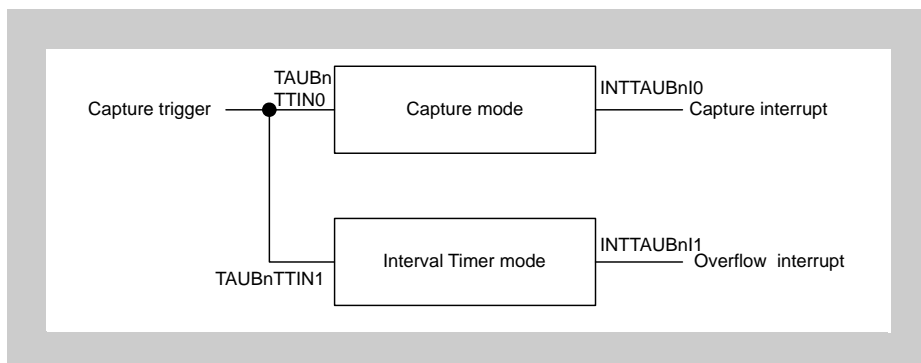 TAUBn
TTIN0
Capture trigger
Capture mode
INTTAUBnI0
Capture interrupt
Interval Timer mode
INTTAUBnI1
Overflow interrupt
TAUBnTTIN1